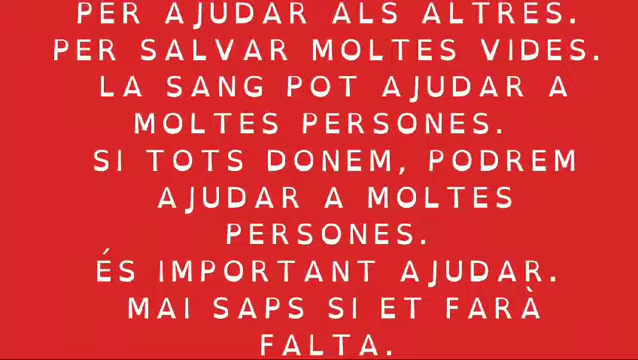 PER AJUDAR ALS ALTRES.
PER SALVAR MOLTES VIDES.
LA SANG POT AJUDAR A
MOLTES PERSONES.
SI TOTS DONEM, PODREM
AJUDAR A MOLTES
PERSONES.
ÉS IMPORTANT AJUDAR.
MAI SAPS SI ET FARÀ
FALTA.